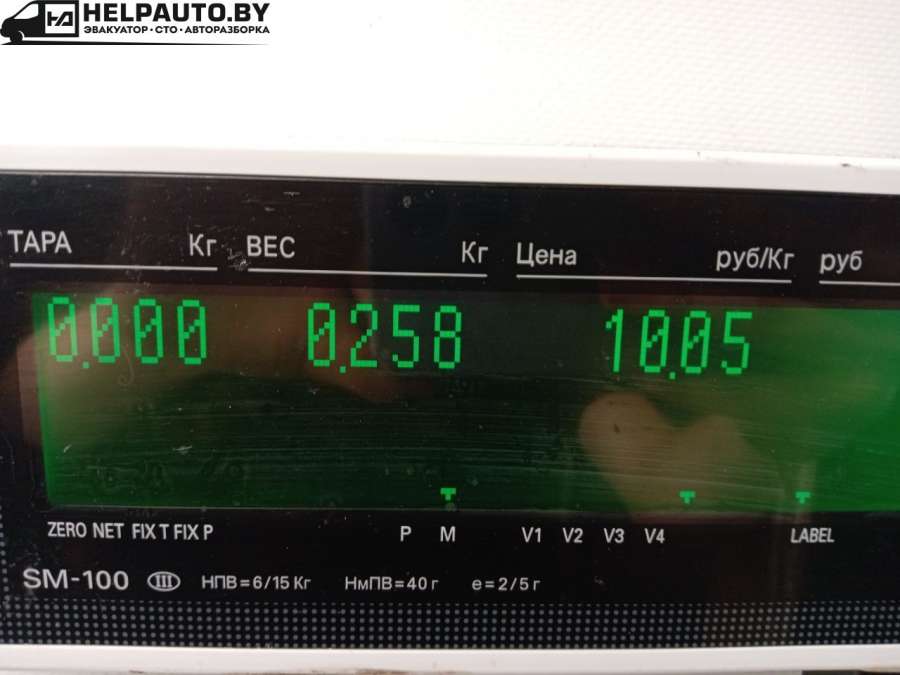 HELPAUTO.BY
ЭВАКУАТОР • СТО • АВТОРАЗБОРКА
ТАРА Кг ВЕС Кг Цена руб/Кг руб
0.000 0.258 10.05
ZERO NET FIX T FIX P P M V1 V2 V3 V4 LABEL
SM-100 III НПВ=6/15 Кг НмПВ=40 г e=2/5 г